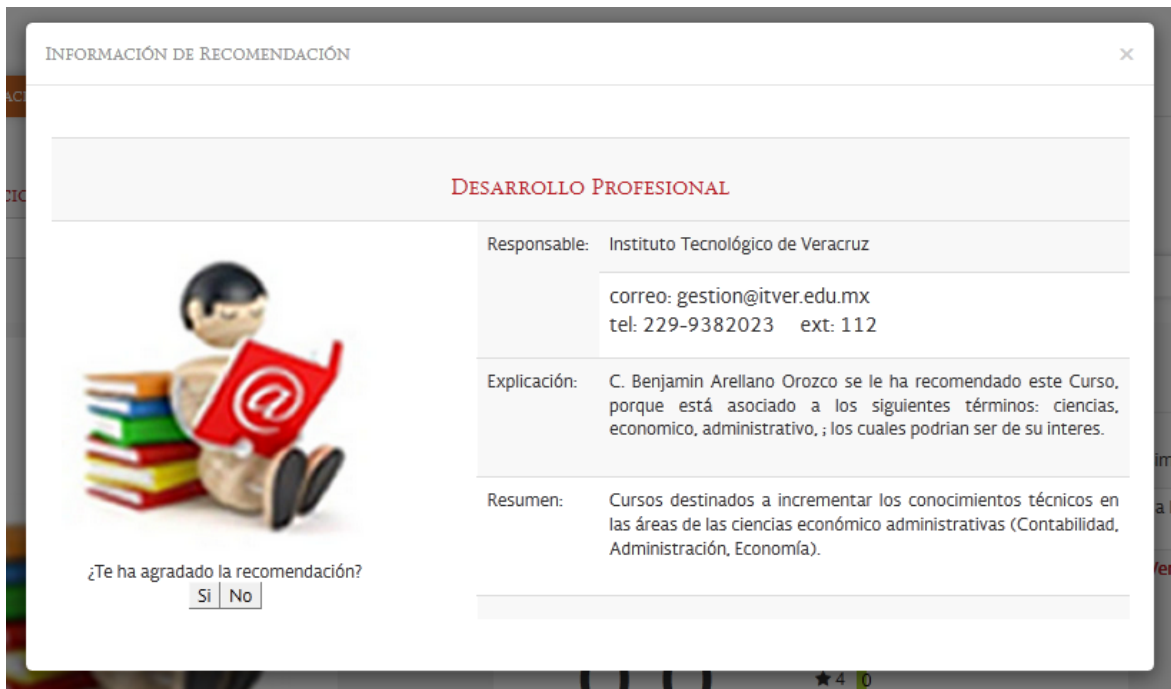 INFORMACIÓN DE RECOMENDACIÓN ×
DESARROLLO PROFESIONAL
Responsable: Instituto Tecnológico de Veracruz
correo: gestion@itver.edu.mx
tel: 229-9382023 ext: 112
Explicación: C. Benjamin Arellano Orozco se le ha recomendado este Curso,
porque está asociado a los siguientes términos: ciencias,
economico, administrativo, ; los cuales podrian ser de su interes.
Resumen: Cursos destinados a incrementar los conocimientos técnicos en
las áreas de las ciencias económico administrativas (Contabilidad,
Administración, Economía).
@
¿Te ha agradado la recomendación?
Si No
★ 4 0